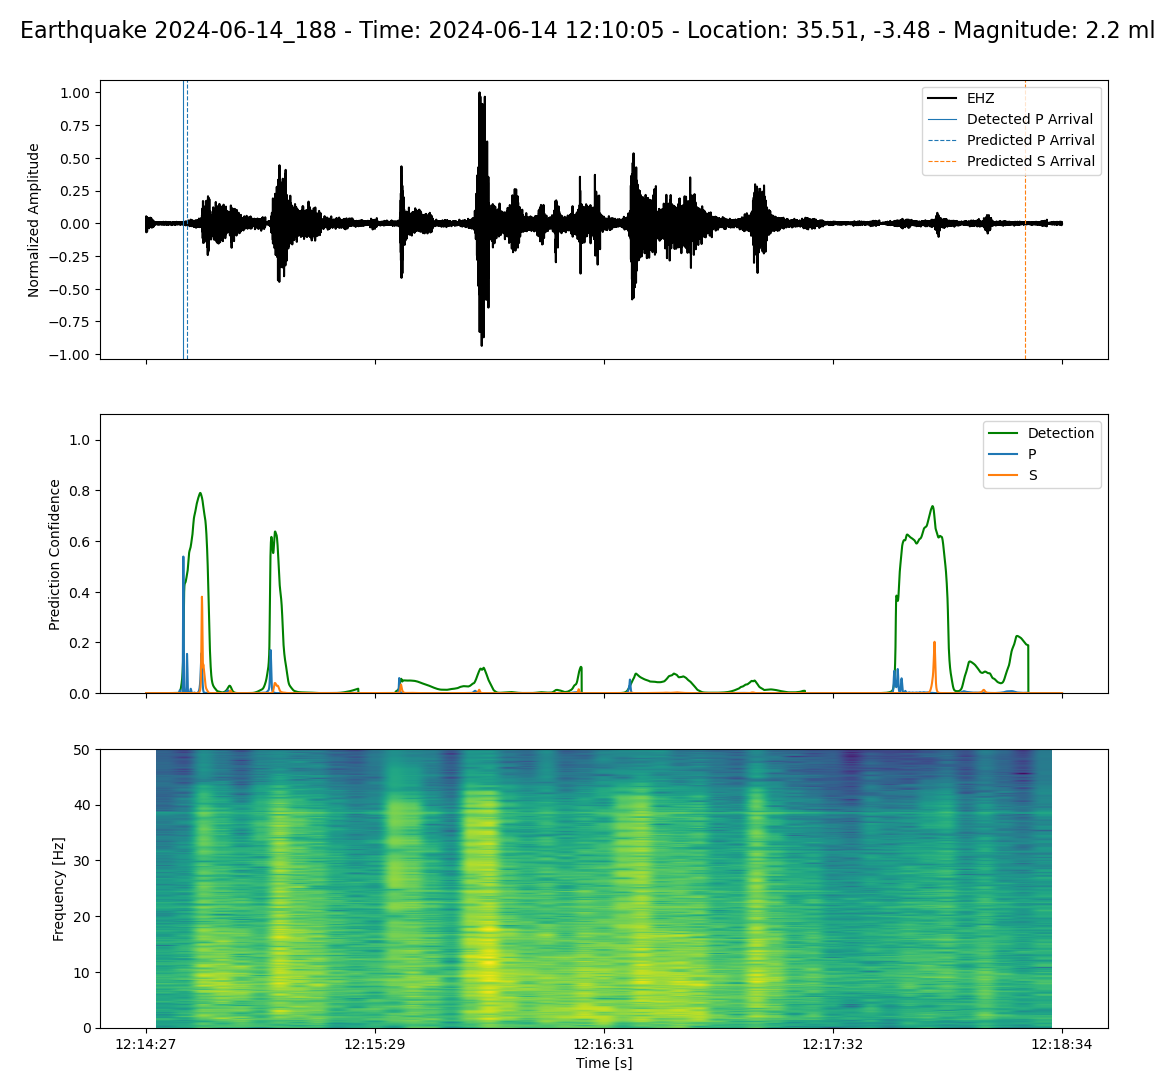 Earthquake 2024-06-14_188 - Time: 2024-06-14 12:10:05 - Location: 35.51, -3.48 - Magnitude: 2.2 ml
Normalized Amplitude
1.00
0.75
0.50
0.25
0.00
−0.25
−0.50
−0.75
−1.00
EHZ
Detected P Arrival
Predicted P Arrival
Predicted S Arrival
Prediction Confidence
1.0
0.8
0.6
0.4
0.2
0.0
Detection
P
S
Frequency [Hz]
50
40
30
20
10
0
12:14:27
12:15:29
12:16:31
12:17:32
12:18:34
Time [s]